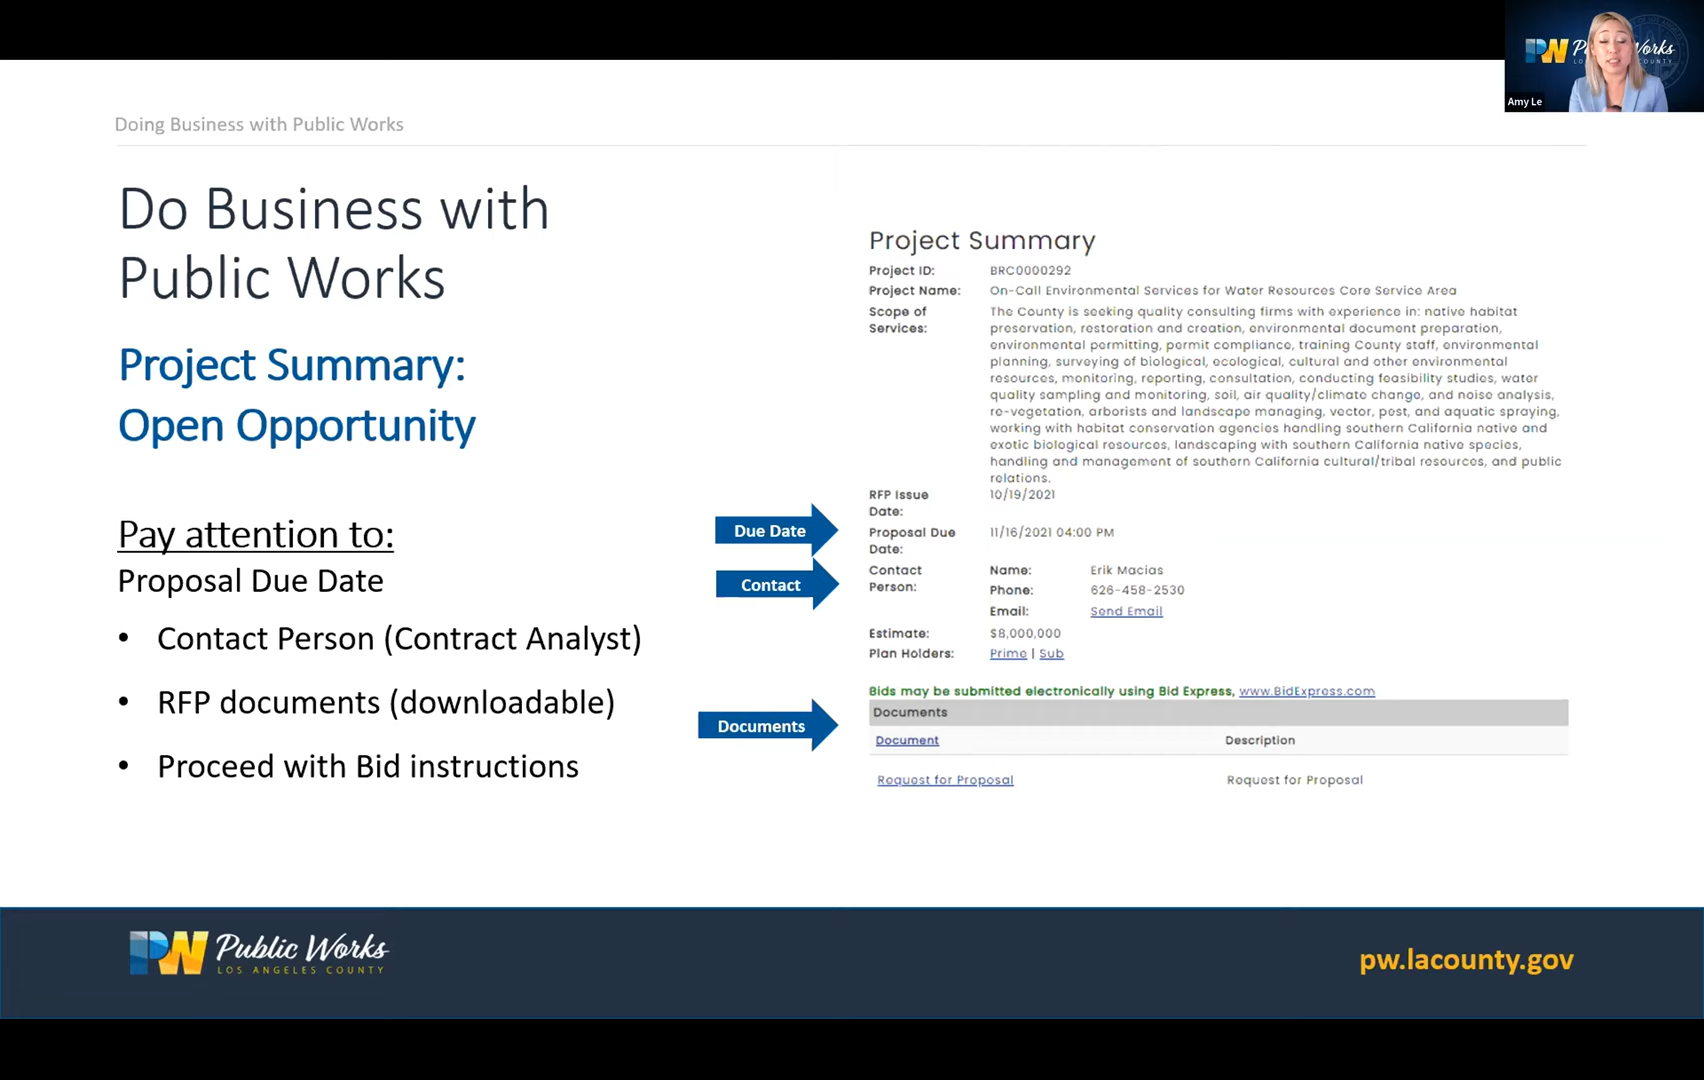 Amy Le
Doing Business with Public Works
Do Business with
Public Works
Project Summary:
Open Opportunity
Pay attention to:
Proposal Due Date
• Contact Person (Contract Analyst)
• RFP documents (downloadable)
• Proceed with Bid instructions
Due Date
Contact
Documents
Project Summary
Project ID: BRC0000292
Project Name: On-Call Environmental Services for Water Resources Core Service Area
Scope of Services: The County is seeking quality consulting firms with experience in: native habitat
preservation, restoration and creation, environmental document preparation,
environmental permitting, permit compliance, training County staff, environmental
planning, surveying of biological, ecological, cultural and other environmental
resources, monitoring, reporting, consultation, conducting feasibility studies, water
quality sampling and monitoring, soil, air quality/climate change, and noise analysis,
re-vegetation, arborists and landscape managing, vector, pest, and aquatic spraying,
working with habitat conservation agencies handling southern California native and
exotic biological resources, landscaping with southern California native species,
handling and management of southern California cultural/tribal resources, and public
relations.
RFP Issue Date: 10/19/2021
Proposal Due Date: 11/16/2021 04:00 PM
Contact Person: Name: Erik Macias
Phone: 626-458-2530
Email: Send Email
Estimate: $8,000,000
Plan Holders: Prime | Sub
Bids may be submitted electronically using Bid Express, www.BidExpress.com
Documents
Document Description
Request for Proposal Request for Proposal
PW Public Works
LOS ANGELES COUNTY
pw.lacounty.gov